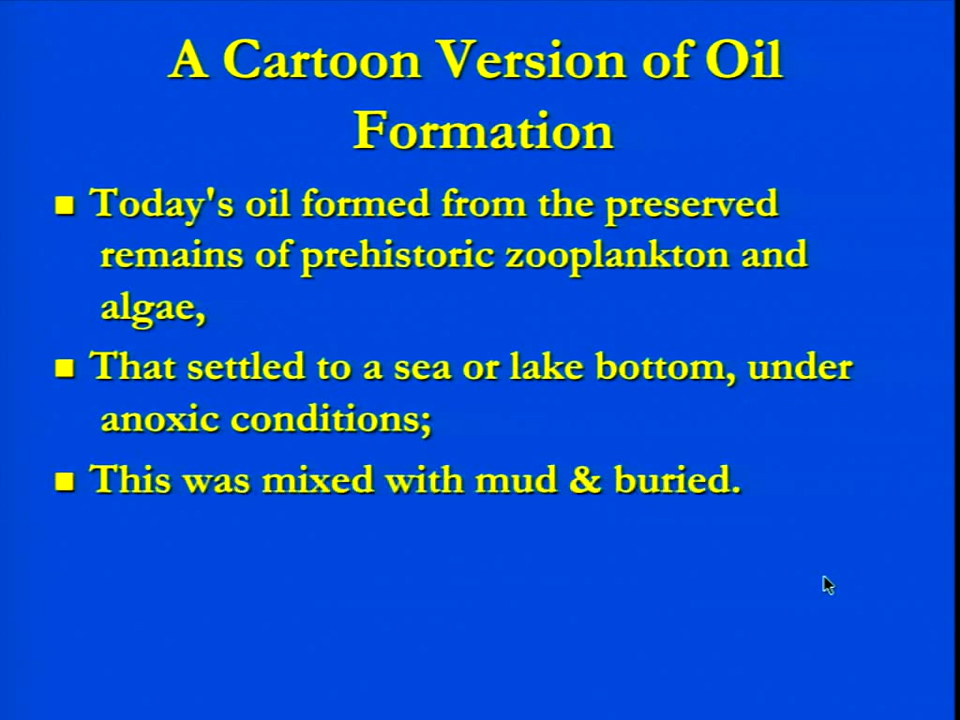 A Cartoon Version of Oil
Formation
■ Today's oil formed from the preserved
remains of prehistoric zooplankton and
algae,
■ That settled to a sea or lake bottom, under
anoxic conditions;
■ This was mixed with mud & buried.